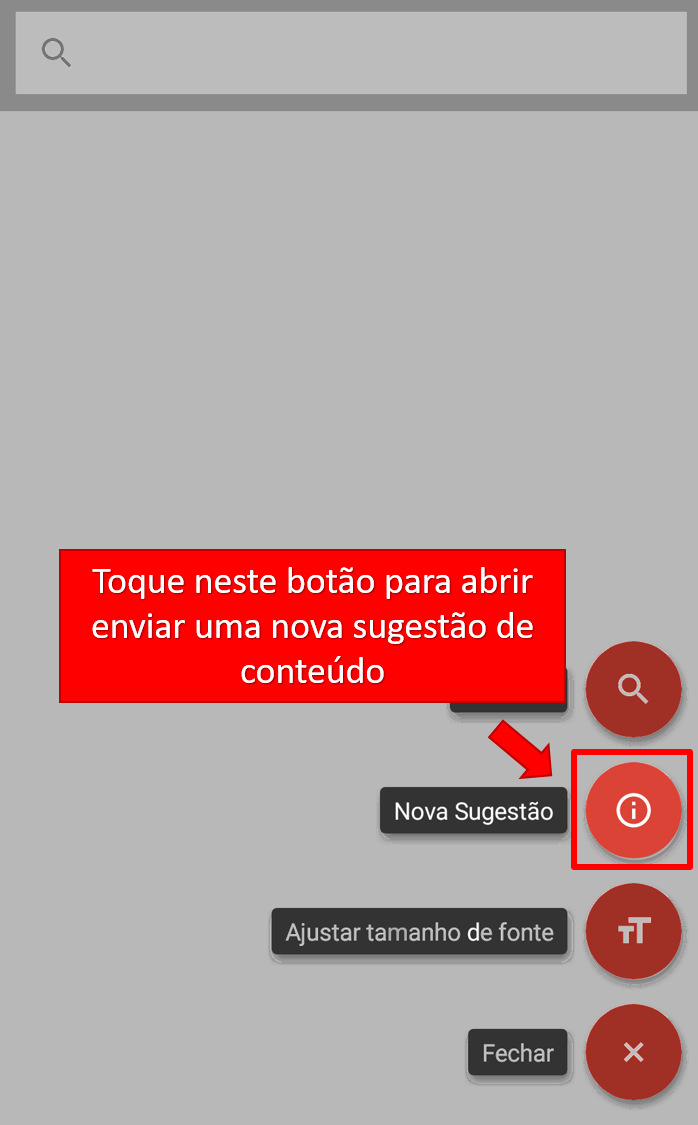 Toque neste botão para abrir
enviar uma nova sugestão de
conteúdo
Nova Sugestão
Ajustar tamanho de fonte
Fechar